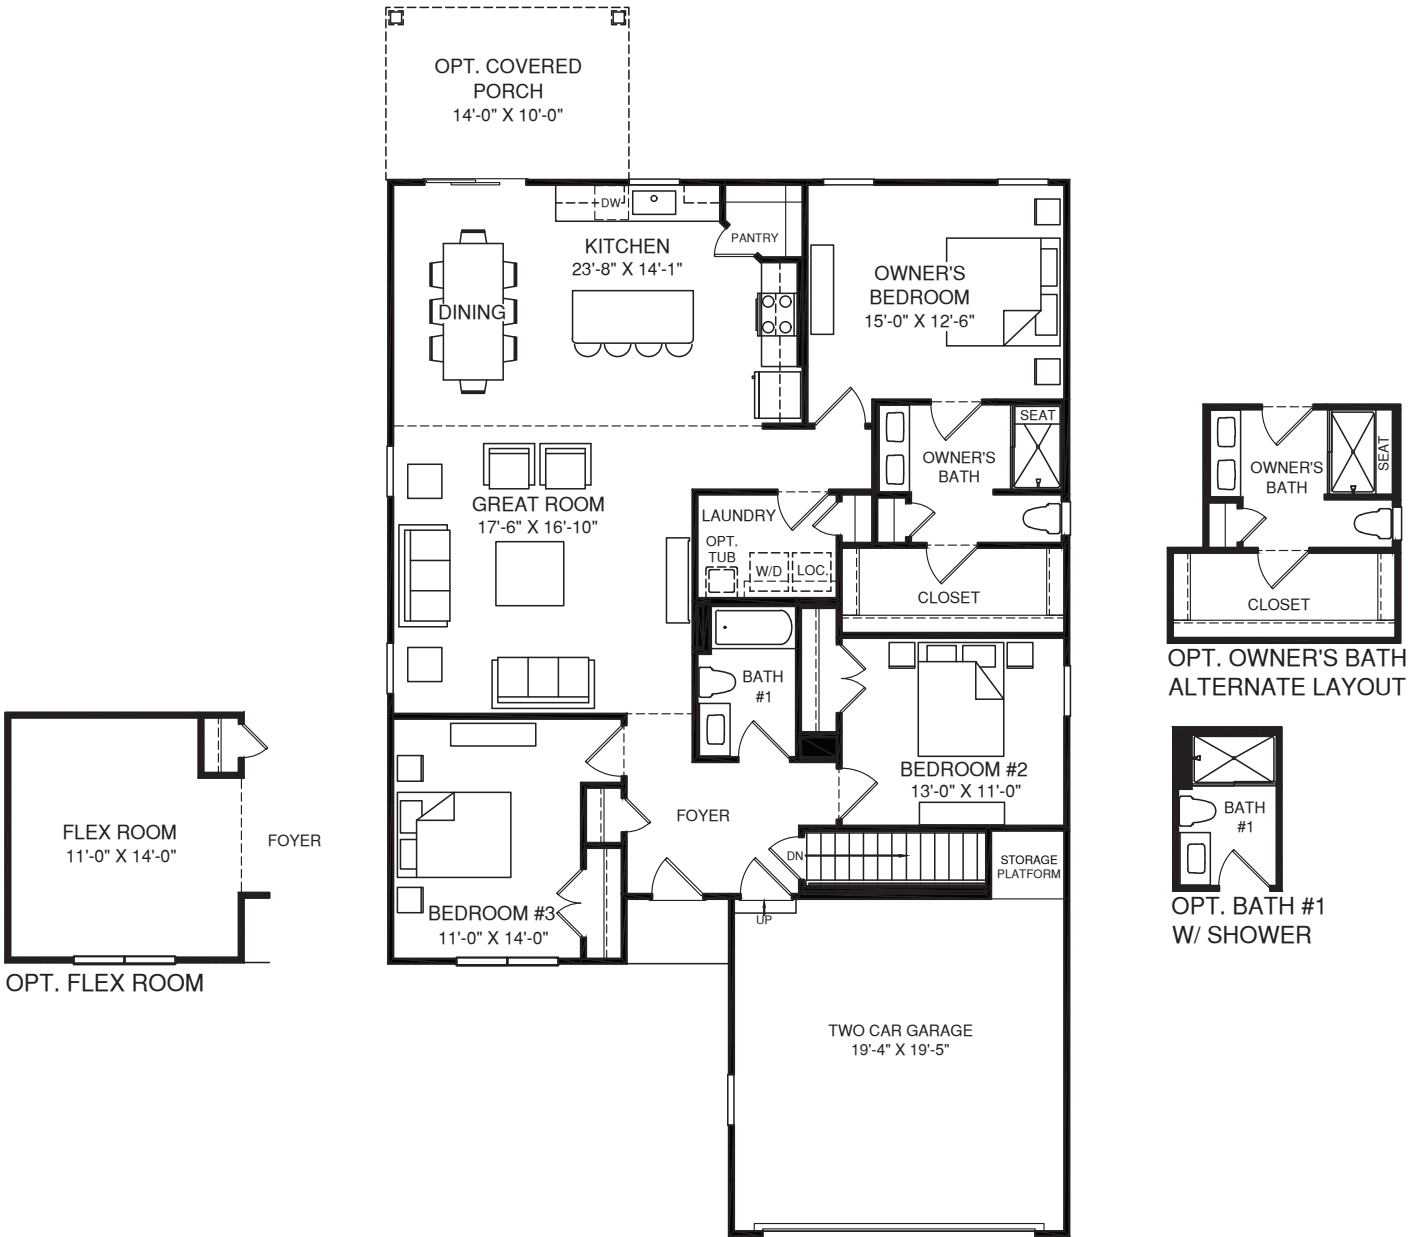 OPT. COVERED
PORCH
14'-0" X 10'-0"
DW
PANTRY
KITCHEN
23'-8" X 14'-1"
DINING
OWNER'S
BEDROOM
15'-0" X 12'-6"
SEAT
OWNER'S
BATH
GREAT ROOM
17'-6" X 16'-10"
LAUNDRY
OPT.
TUB
W/D
LOC.
CLOSET
BATH
#1
BEDROOM #2
13'-0" X 11'-0"
FOYER
DN
STORAGE
PLATFORM
UP
BEDROOM #3
11'-0" X 14'-0"
TWO CAR GARAGE
19'-4" X 19'-5"
FLEX ROOM
11'-0" X 14'-0"
FOYER
OPT. FLEX ROOM
OWNER'S
BATH
SEAT
CLOSET
OPT. OWNER'S BATH
ALTERNATE LAYOUT
BATH
#1
OPT. BATH #1
W/ SHOWER